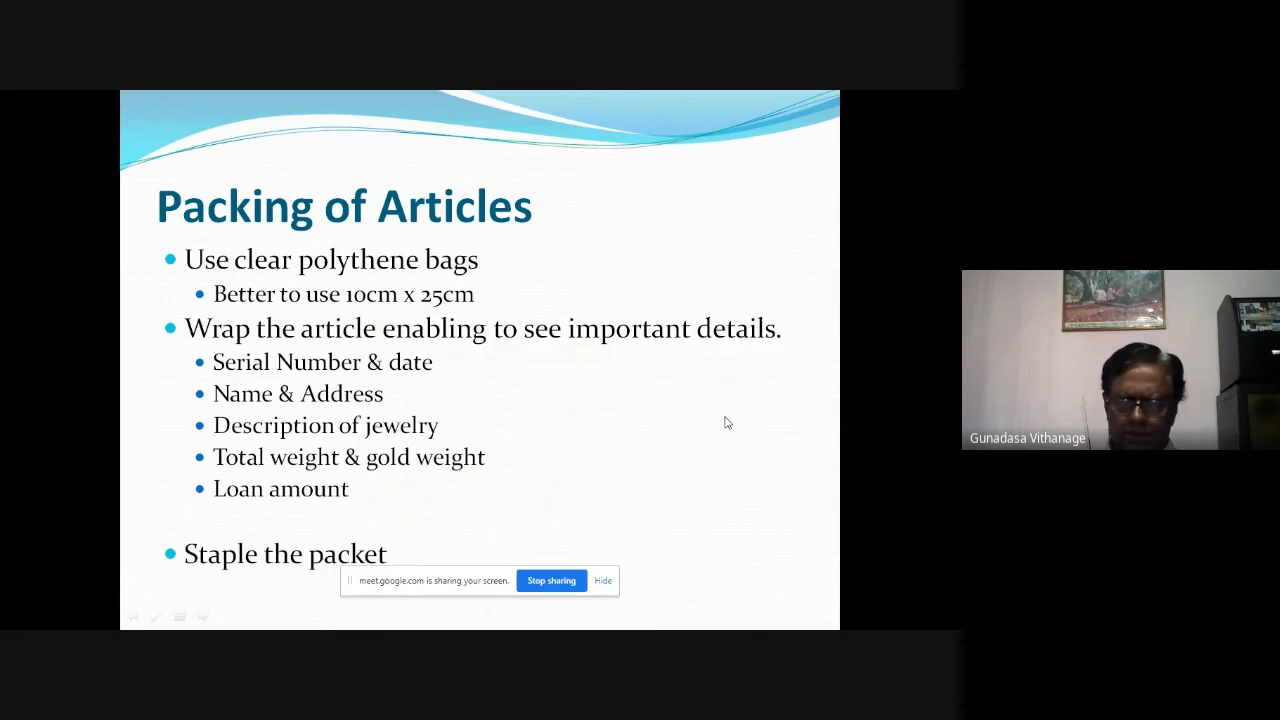 Packing of Articles
Use clear polythene bags
Better to use 10cm x 25cm
Wrap the article enabling to see important details.
Serial Number & date
Name & Address
Description of jewelry
Total weight & gold weight
Loan amount
Staple the packet
meet.google.com is sharing your screen. Stop sharing Hide
Gunadasa Vithanage